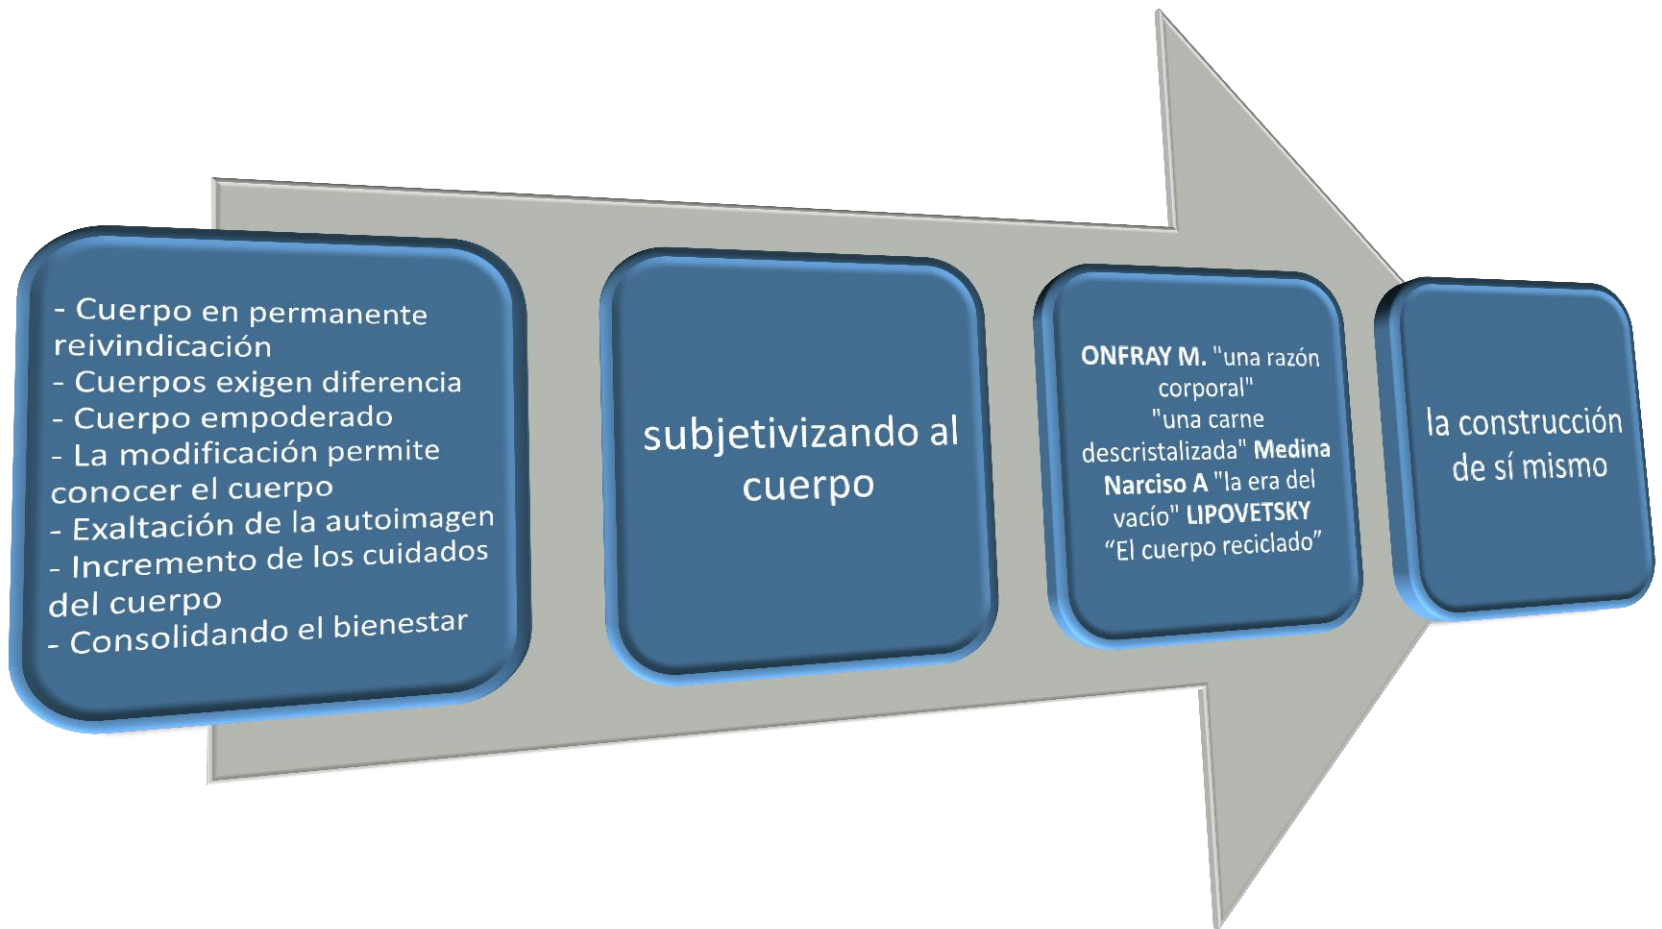 - Cuerpo en permanente
reivindicación
- Cuerpos exigen diferencia
- Cuerpo empoderado
- La modificación permite
conocer el cuerpo
- Exaltación de la autoimagen
- Incremento de los cuidados
del cuerpo
- Consolidando el bienestar
subjetivizando al
cuerpo
ONFRAY M. "una razón
corporal"
"una carne
descristalizada" Medina
Narciso A "la era del
vacío" LIPOVETSKY
“El cuerpo reciclado”
la construcción
de sí mismo